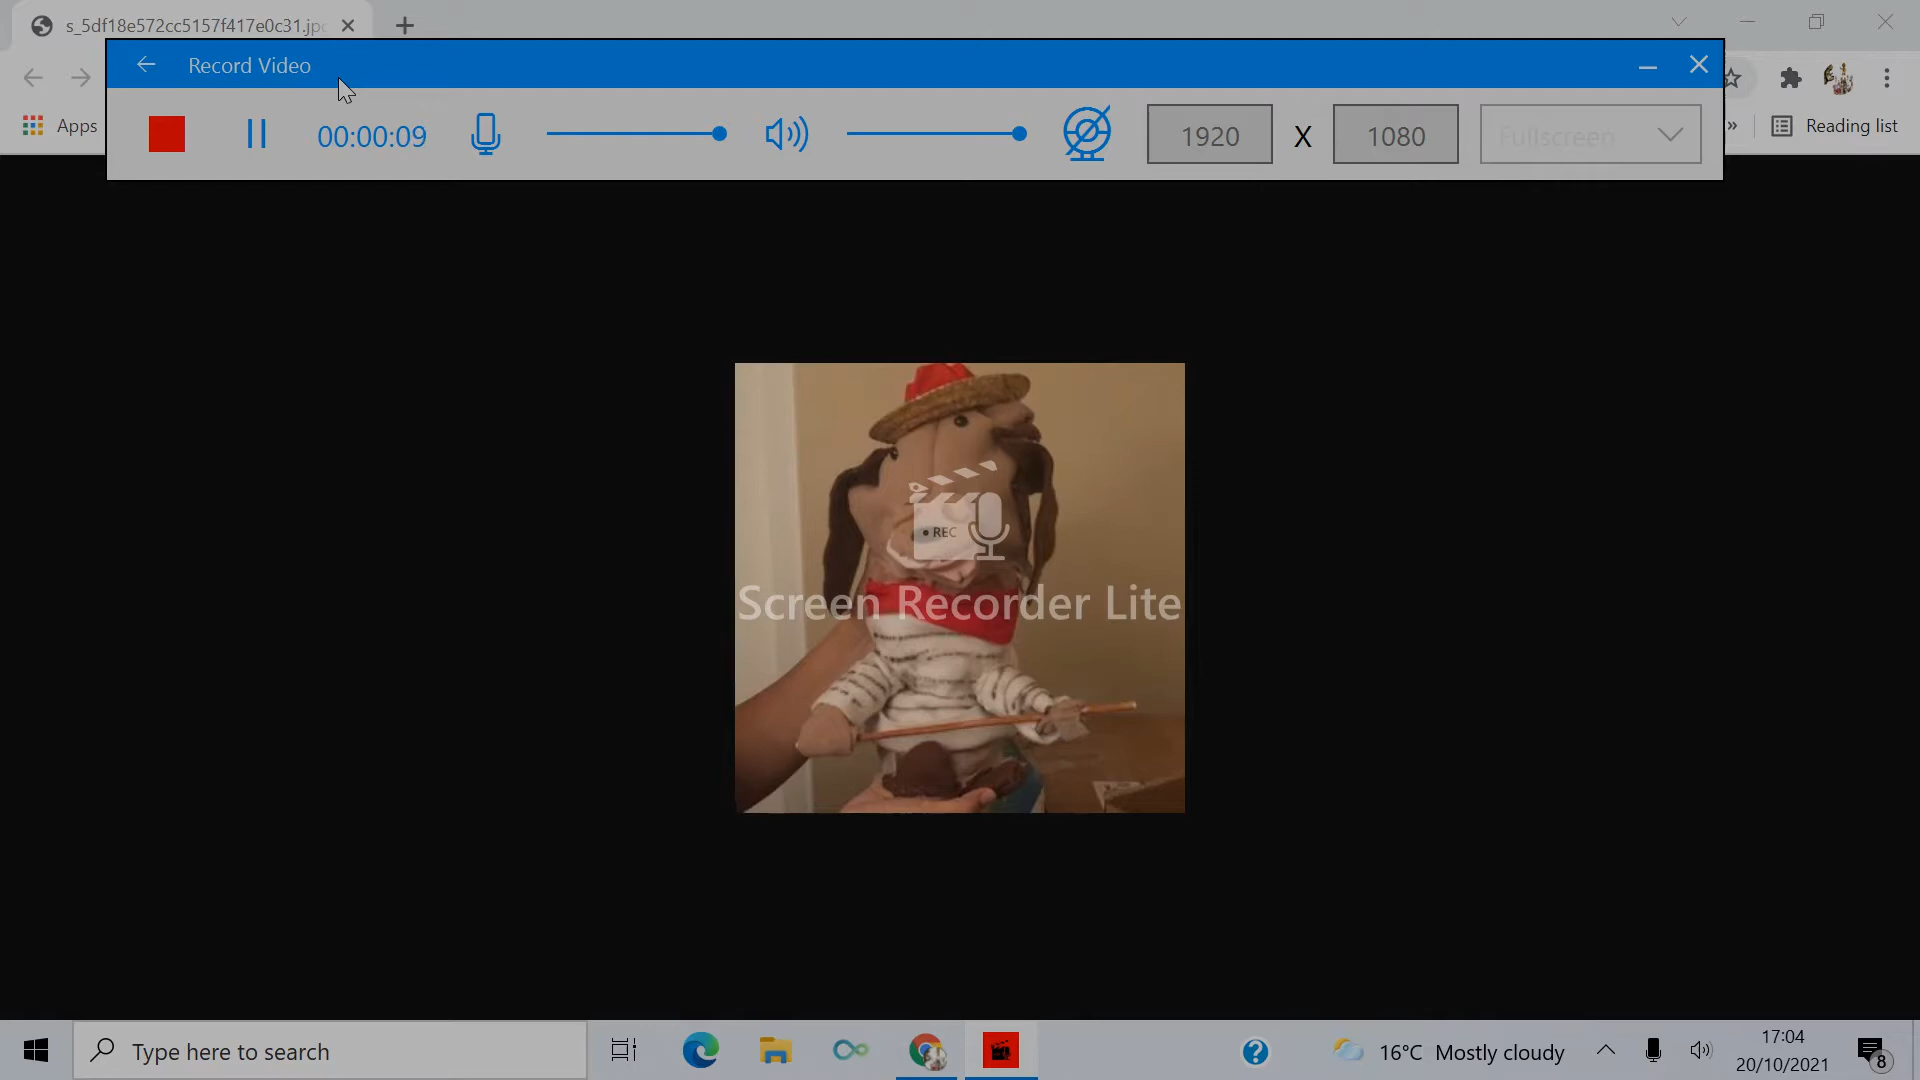 s_5df18e572cc5157f417e0c31.jpg
Record Video
00:00:09
1920 X 1080
Fullscreen
Apps
»
Reading list
REC
Screen Recorder Lite
Type here to search
16°C Mostly cloudy
17:04
20/10/2021
8